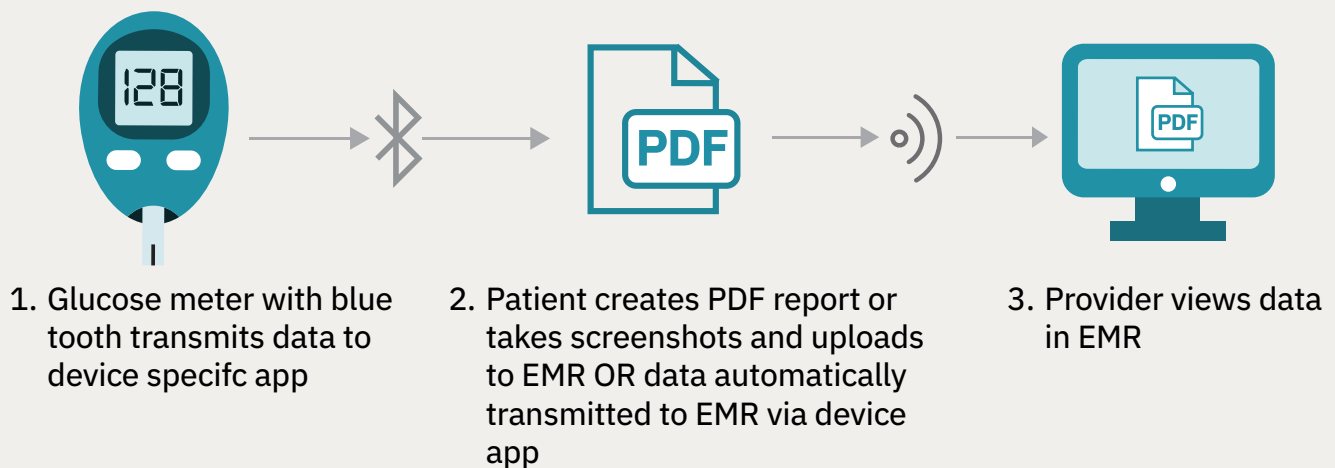 128
PDF
PDF
1. Glucose meter with blue
tooth transmits data to
device specifc app
2. Patient creates PDF report or
takes screenshots and uploads
to EMR OR data automatically
transmitted to EMR via device
app
3. Provider views data
in EMR